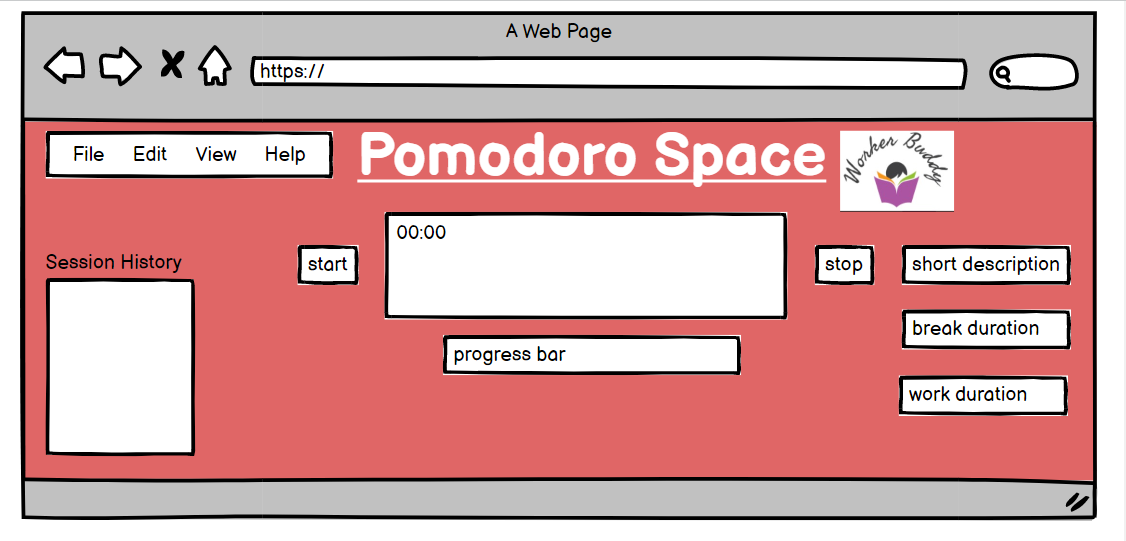 A Web Page
https://
File Edit View Help
Pomodoro Space
Worker Buddy
00:00
Session History
start
stop
short description
break duration
progress bar
work duration